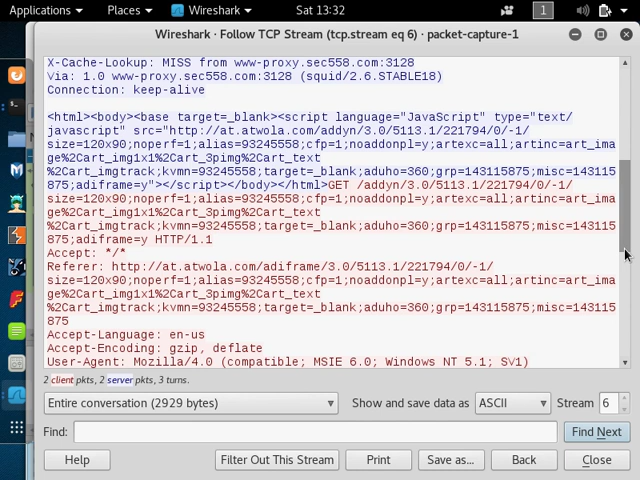 Applications ▾ Places ▾ Wireshark ▾ Sat 13:32 1
Wireshark · Follow TCP Stream (tcp.stream eq 6) · packet-capture-1
X-Cache-Lookup: MISS from www-proxy.sec558.com:3128
Via: 1.0 www-proxy.sec558.com:3128 (squid/2.6.STABLE18)
Connection: keep-alive
<html><body><base target=_blank><script language="JavaScript" type="text/
javascript" src="http://at.atwola.com/addyn/3.0/5113.1/221794/0/-1/
size=120x90;noperf=1;alias=93245558;cfp=1;noaddonpl=y;artexc=all;artinc=art_ima
ge%2Cart_img1x1%2Cart_3pimg%2Cart_text
%2Cart_imgtrack;kvmn=93245558;target=_blank;aduho=360;grp=143115875;misc=143115
875;adiframe=y"></script></body></html>GET /addyn/3.0/5113.1/221794/0/-1/
size=120x90;noperf=1;alias=93245558;cfp=1;noaddonpl=y;artexc=all;artinc=art_ima
ge%2Cart_img1x1%2Cart_3pimg%2Cart_text
%2Cart_imgtrack;kvmn=93245558;target=_blank;aduho=360;grp=143115875;misc=143115
875;adiframe=y HTTP/1.1
Accept: */*
Referer: http://at.atwola.com/adiframe/3.0/5113.1/221794/0/-1/
size=120x90;noperf=1;alias=93245558;cfp=1;noaddonpl=y;artexc=all;artinc=art_ima
ge%2Cart_img1x1%2Cart_3pimg%2Cart_text
%2Cart_imgtrack;kvmn=93245558;target=_blank;aduho=360;grp=143115875;misc=143115
875
Accept-Language: en-us
Accept-Encoding: gzip, deflate
User-Agent: Mozilla/4.0 (compatible; MSIE 6.0; Windows NT 5.1; SV1)
2 client pkts, 2 server pkts, 3 turns.
Entire conversation (2929 bytes) Show and save data as ASCII Stream 6
Find: Find Next
Help Filter Out This Stream Print Save as... Back Close